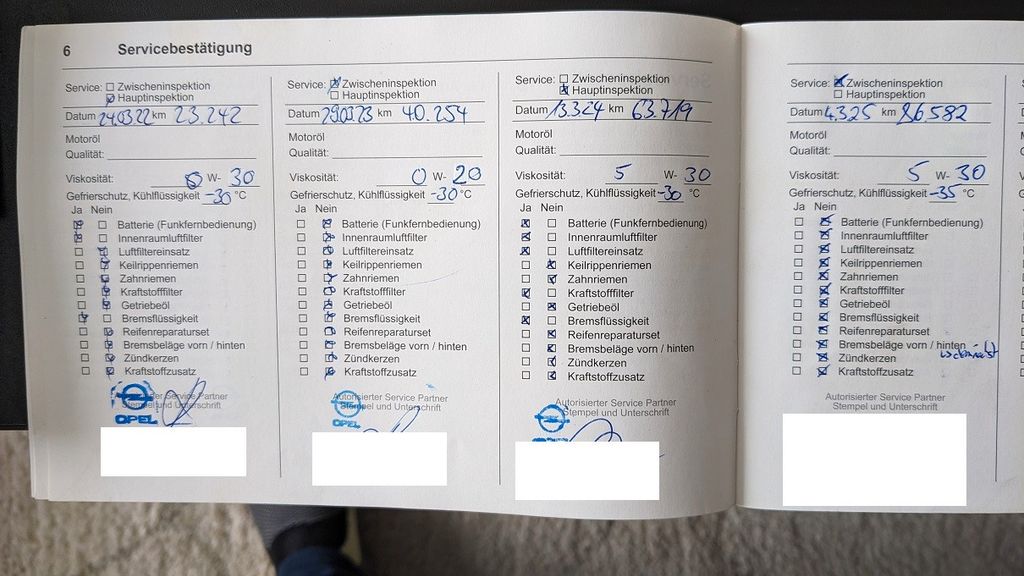 6 Servicebestätigung
Service: Zwischeninspektion
Hauptinspektion
Datum 24.03.22 km 23.242
Motoröl
Qualität:
Viskosität: 0 W- 30
Gefrierschutz, Kühlflüssigkeit -30 °C
Ja Nein
Batterie (Funkfernbedienung)
Innenraumluftfilter
Luftfiltereinsatz
Keilrippenriemen
Zahnriemen
Kraftstofffilter
Getriebeöl
Bremsflüssigkeit
Reifenreparaturset
Bremsbeläge vorn / hinten
Zündkerzen
Kraftstoffzusatz
Service Partner
Stempel und Unterschrift
OPEL
Service: Zwischeninspektion
Hauptinspektion
Datum km 40.254
Motoröl
Qualität:
Viskosität: 0 W- 20
Gefrierschutz, Kühlflüssigkeit -30 °C
Ja Nein
Batterie (Funkfernbedienung)
Innenraumluftfilter
Luftfiltereinsatz
Keilrippenriemen
Zahnriemen
Kraftstofffilter
Getriebeöl
Bremsflüssigkeit
Reifenreparaturset
Bremsbeläge vorn / hinten
Zündkerzen
Kraftstoffzusatz
Autorisierter Service Partner
Stempel und Unterschrift
OPEL
Service: Zwischeninspektion
Hauptinspektion
Datum 13.3.24 km 63.719
Motoröl
Qualität:
Viskosität: 5 W- 30
Gefrierschutz, Kühlflüssigkeit -30 °C
Ja Nein
Batterie (Funkfernbedienung)
Innenraumluftfilter
Luftfiltereinsatz
Keilrippenriemen
Zahnriemen
Kraftstofffilter
Getriebeöl
Bremsflüssigkeit
Reifenreparaturset
Bremsbeläge vorn / hinten
Zündkerzen
Kraftstoffzusatz
Autorisierter Service Partner
Stempel und Unterschrift
Service: Zwischeninspektion
Hauptinspektion
Datum 4.3.25 km 86.582
Motoröl
Qualität:
Viskosität: 5 W- 30
Gefrierschutz, Kühlflüssigkeit -35 °C
Ja Nein
Batterie (Funkfernbedienung)
Innenraumluftfilter
Luftfiltereinsatz
Keilrippenriemen
Zahnriemen
Kraftstofffilter
Getriebeöl
Bremsflüssigkeit
Reifenreparaturset
Bremsbeläge vorn / hinten
Zündkerzen
Kraftstoffzusatz
Autorisierter Service Partner
Stempel und Unterschrift